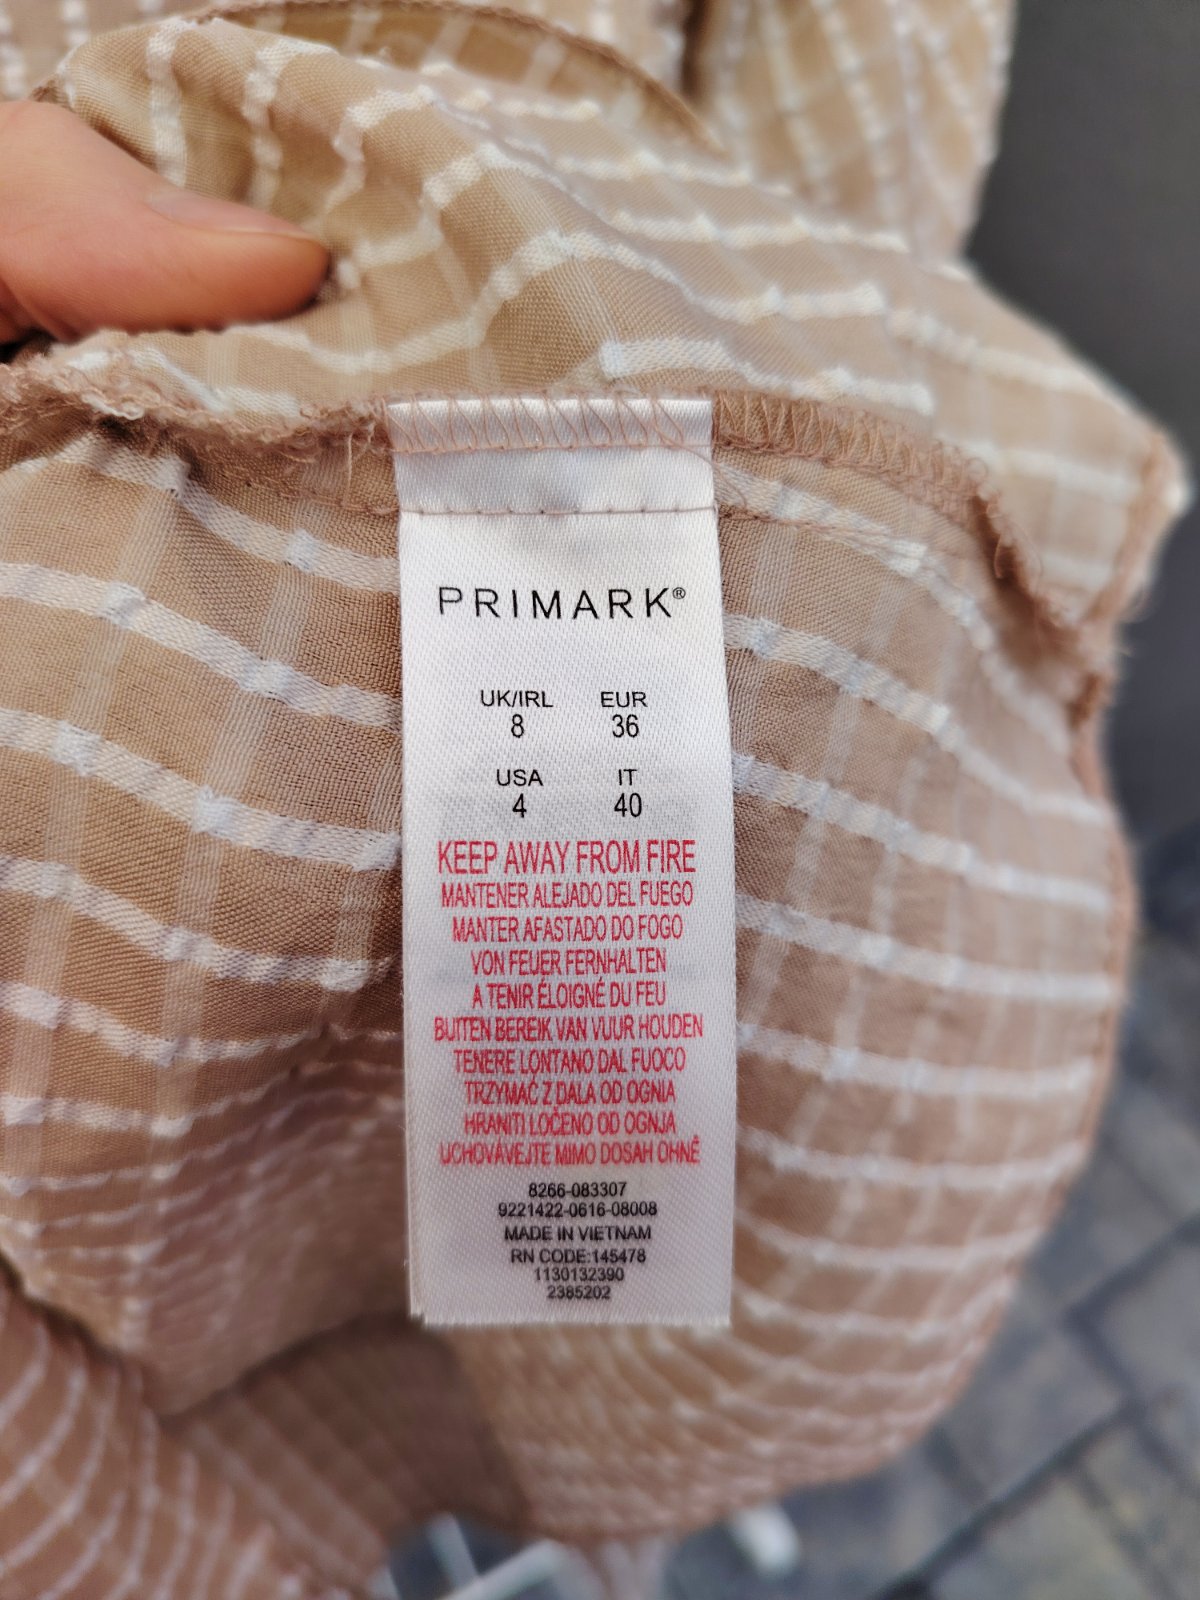 PRIMARK®
UK/IRL EUR
8 36
USA IT
4 40
KEEP AWAY FROM FIRE
MANTENER ALEJADO DEL FUEGO
MANTER AFASTADO DO FOGO
VON FEUER FERNHALTEN
A TENIR ÉLOIGNÉ DU FEU
BUITEN BEREIK VAN VUUR HOUDEN
TENERE LONTANO DAL FUOCO
TRZYMAĆ Z DALA OD OGNIA
HRANITI LOČENO OD OGNJA
UCHOVÁVEJTE MIMO DOSAH OHNĚ
8266-083307
9221422-0616-08008
MADE IN VIETNAM
RN CODE:145478
1130132390
2385202